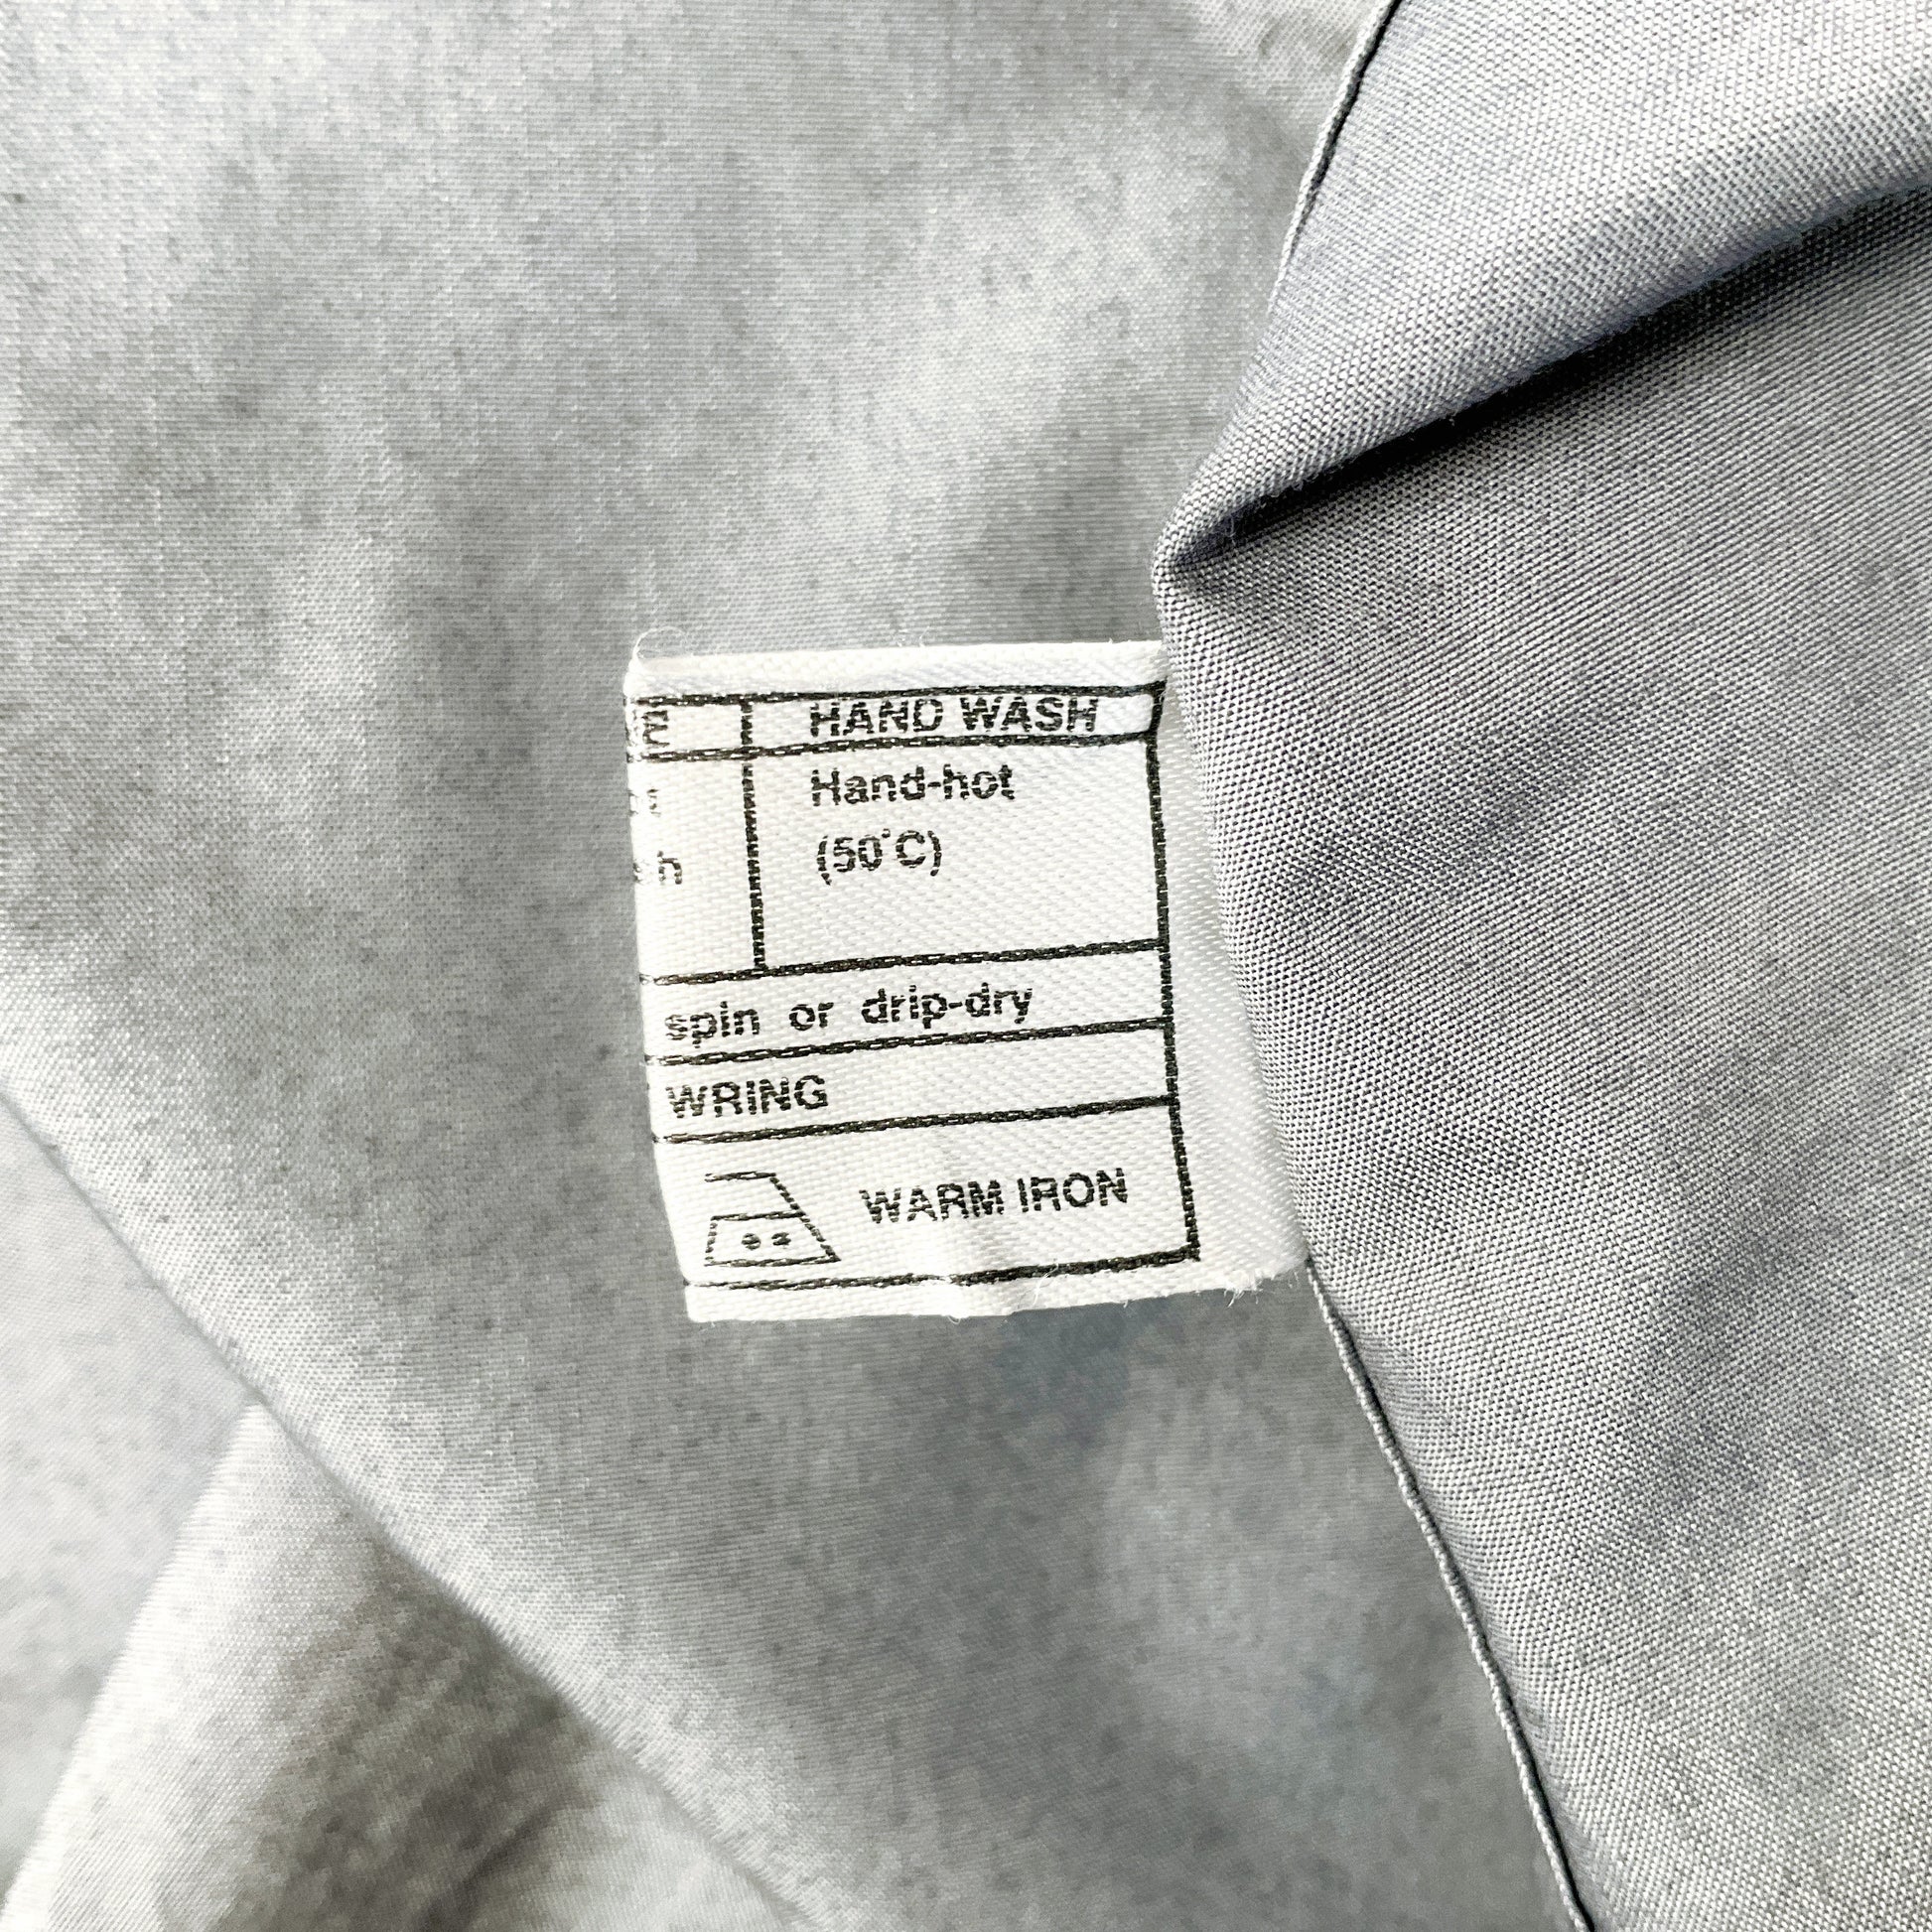 HAND WASH
Hand-hot
(50°C)
h
spin or drip-dry
WRING
WARM IRON